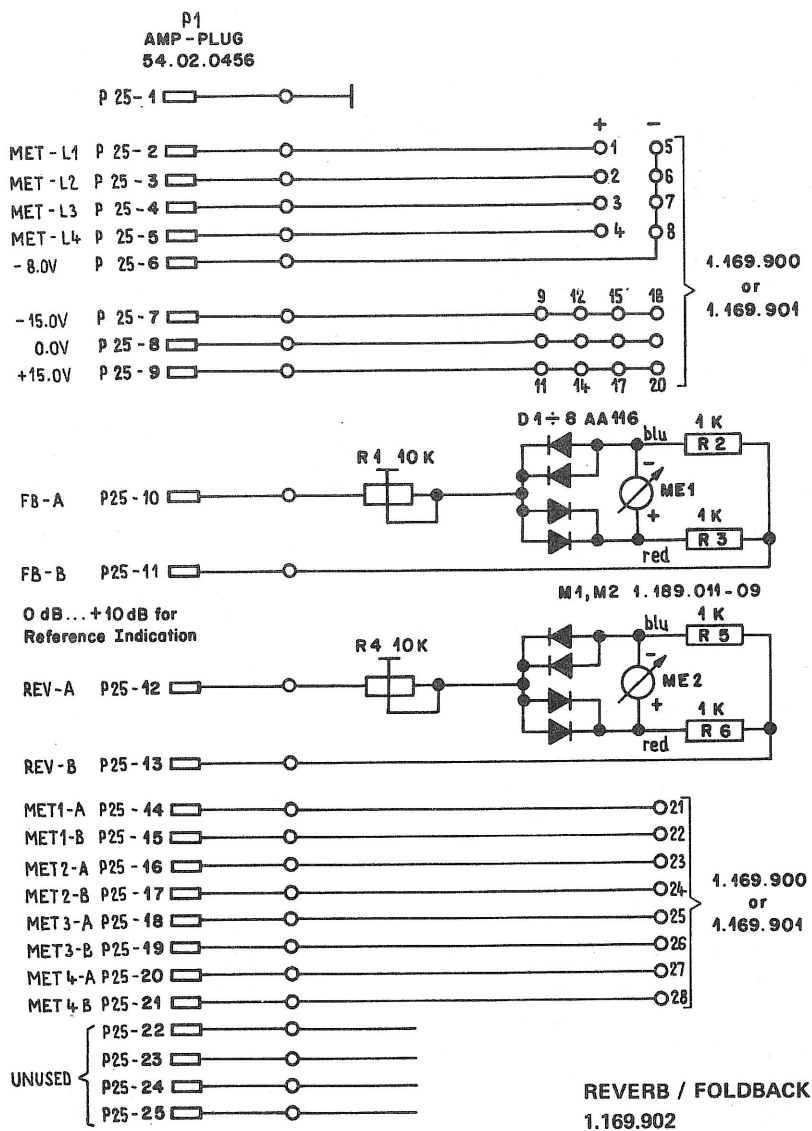 P1
AMP-PLUG
54.02.0456
P 25-1
+ −
MET-L1 P 25-2 1 5
MET-L2 P 25-3 2 6
MET-L3 P 25-4 3 7
MET-L4 P 25-5 4 8
-8.0V P 25-6
1.169.900
or
1.169.901
9 12 15 18
-15.0V P 25-7
0.0V P 25-8
+15.0V P 25-9
11 14 17 20
D1÷8 AA116
blu 1K
R2
R1 10K
− ME1
+
FB-A P25-10
1K
R3
red
FB-B P25-11
M1,M2 1.189.011-09
0 dB...+10dB for
Reference Indication
blu 1K
R5
R4 10K
− ME2
+
REV-A P25-12
1K
R6
red
REV-B P25-13
MET1-A P25-14 21
MET1-B P25-15 22
MET2-A P25-16 23
MET2-B P25-17 24
MET3-A P25-18 25
MET3-B P25-19 26
MET4-A P25-20 27
MET4B P25-21 28
1.169.900
or
1.169.901
UNUSED
P25-22
P25-23
P25-24
P25-25
REVERB / FOLDBACK
1.169.902